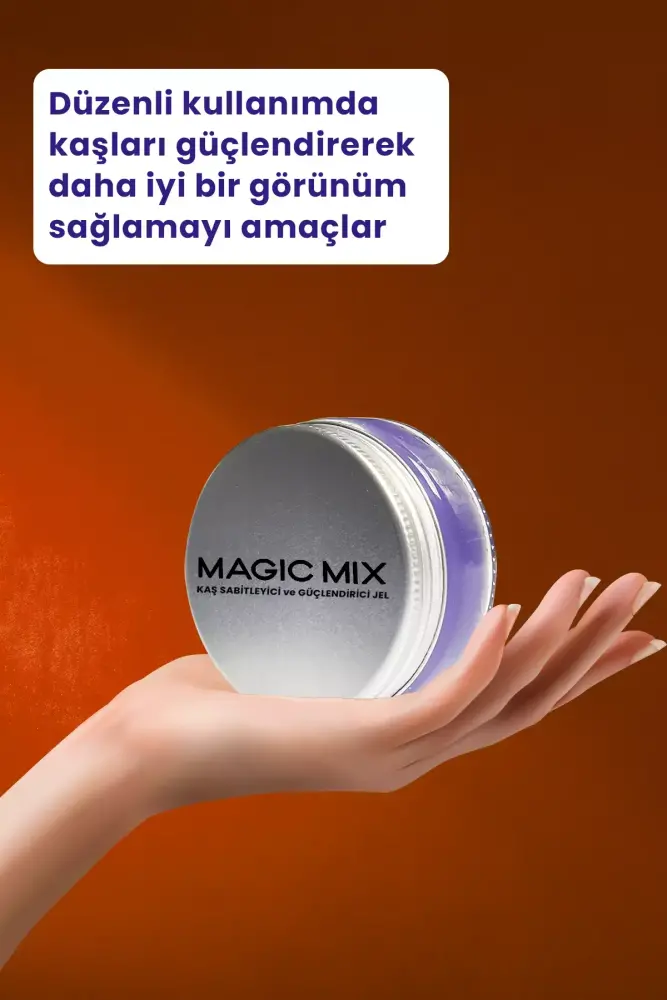 Düzenli kullanımda
kaşları güçlendirerek
daha iyi bir görünüm
sağlamayı amaçlar
MAGIC MIX
KAŞ SABİTLEYİCİ ve GÜÇLENDİRİCİ JEL